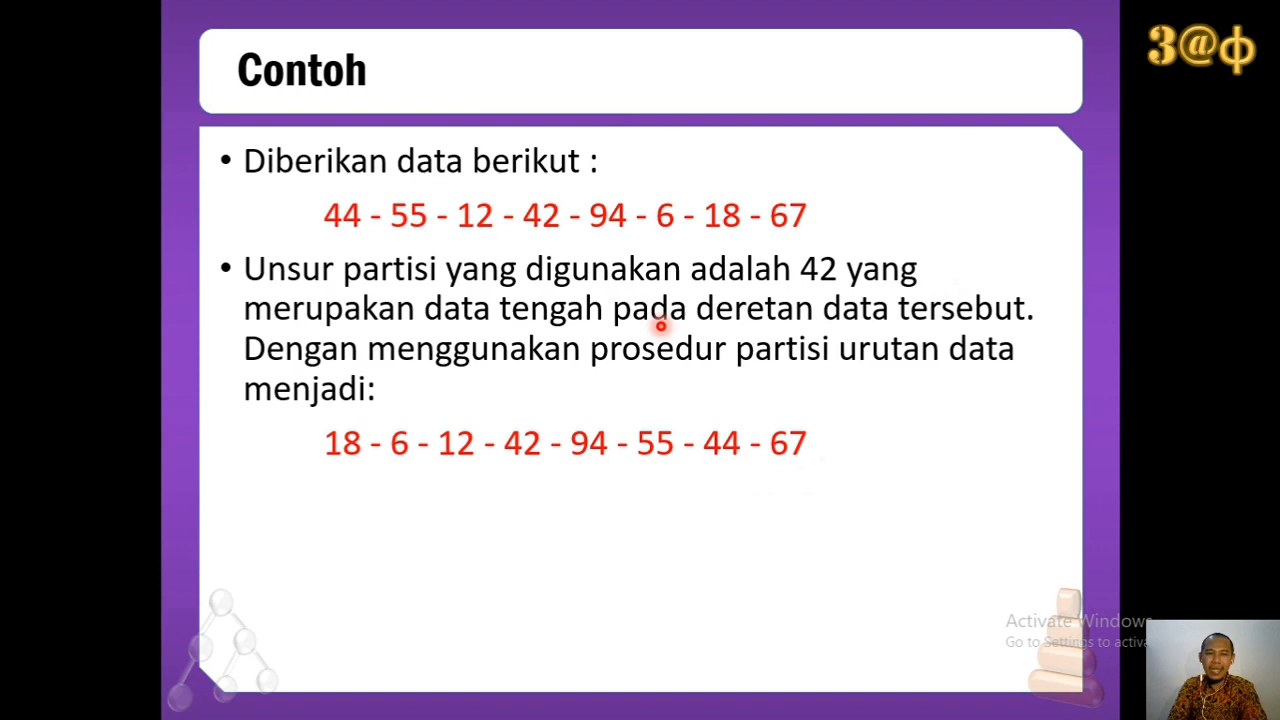 3@ф
Contoh
• Diberikan data berikut :
44 - 55 - 12 - 42 - 94 - 6 - 18 - 67
• Unsur partisi yang digunakan adalah 42 yang
merupakan data tengah pada deretan data tersebut.
Dengan menggunakan prosedur partisi urutan data
menjadi:
18 - 6 - 12 - 42 - 94 - 55 - 44 - 67
Activate Windows
Go to Settings to activa